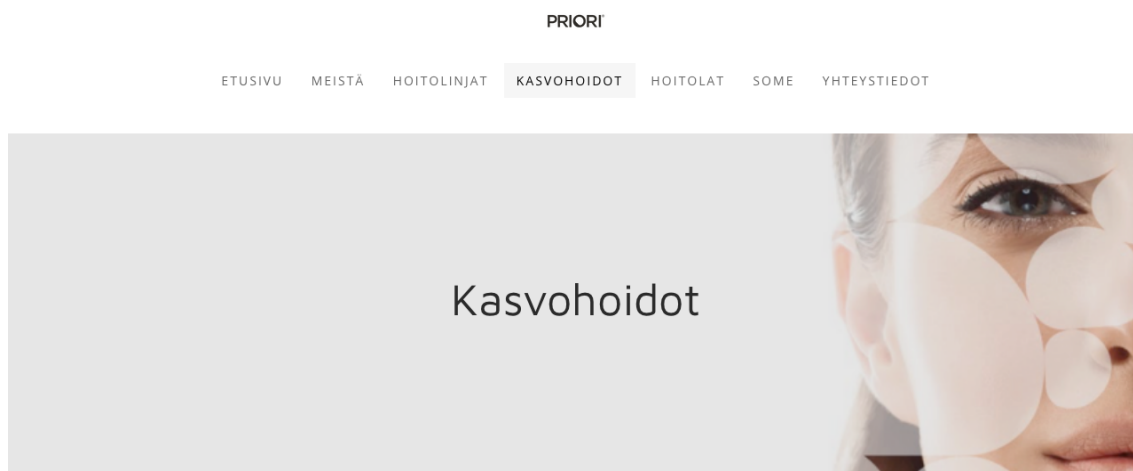 PRIORI
ETUSIVU MEISTÄ HOITOLINJAT KASVOHOIDOT HOITOLAT SOME YHTEYSTIEDOT
Kasvohoidot